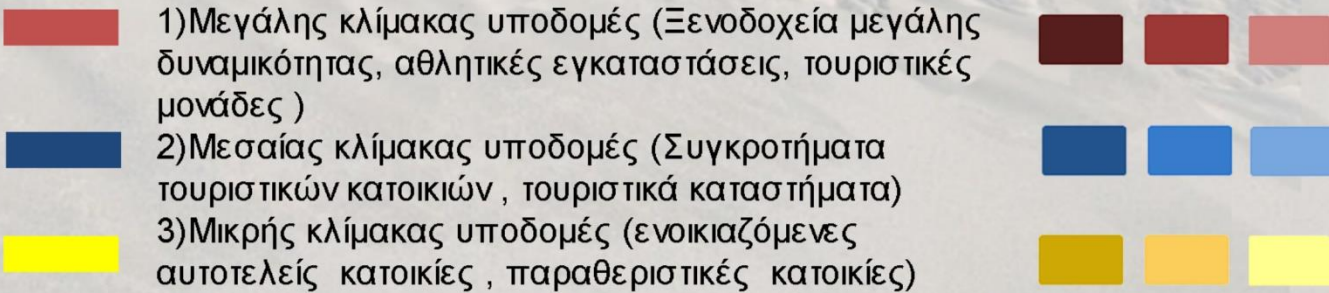 1)Μεγάλης κλίμακας υποδομές (Ξενοδοχεία μεγάλης
δυναμικότητας, αθλητικές εγκαταστάσεις, τουριστικές
μονάδες )
2)Μεσαίας κλίμακας υποδομές (Συγκροτήματα
τουριστικών κατοικιών , τουριστικά καταστήματα)
3)Μικρής κλίμακας υποδομές (ενοικιαζόμενες
αυτοτελείς κατοικίες , παραθεριστικές κατοικίες)